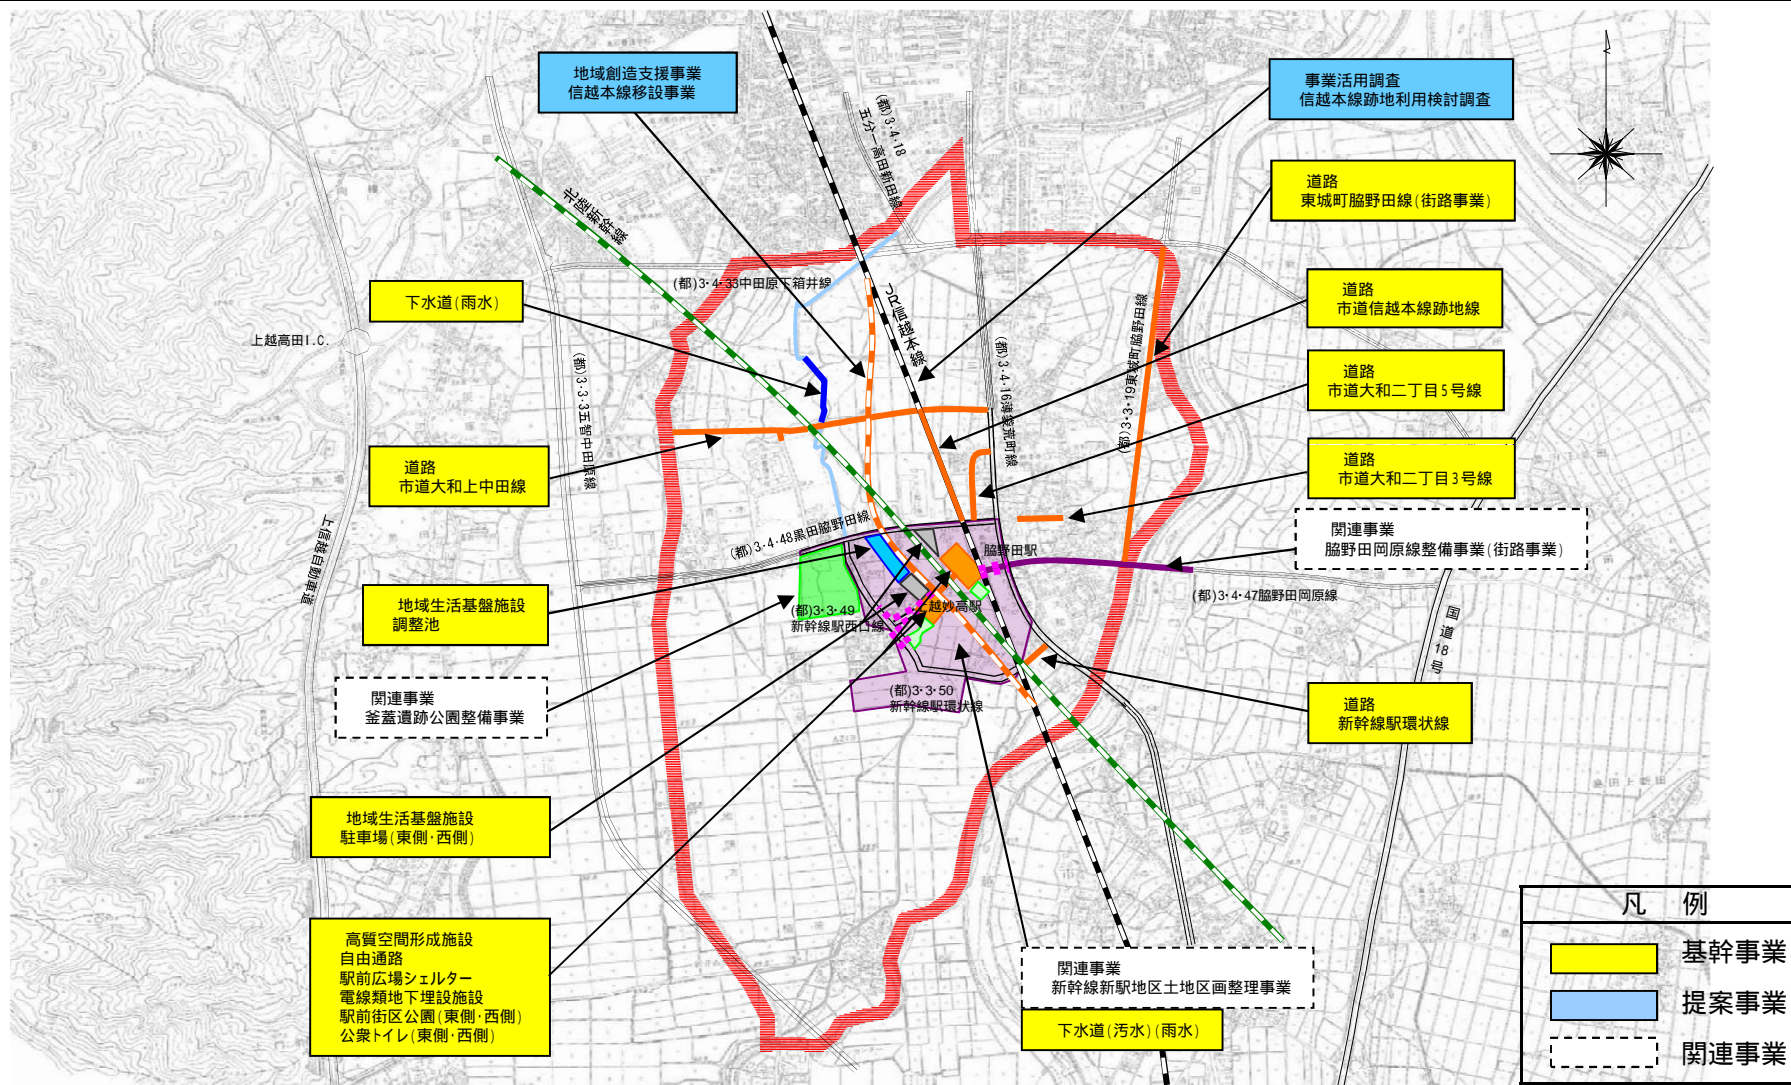 地域創造支援事業
信越本線移設事業
事業活用調査
信越本線跡地利用検討調査
(都)3・4・18
五分一高田新田線
道路
東城町脇野田線(街路事業)
北陸新幹線
(都)3・4・33中田原下箱井線
JR信越本線
下水道(雨水)
道路
市道信越本線跡地線
上越高田I.C.
(都)3・3・3五智中田原線
(都)3・4・16薄袋荒町線
(都)3・3・19東城町脇野田線
道路
市道大和二丁目5号線
道路
市道大和上中田線
道路
市道大和二丁目3号線
上信越自動車道
(都)3・4・48黒田脇野田線
関連事業
脇野田岡原線整備事業(街路事業)
脇野田駅
地域生活基盤施設
調整池
(都)3・3・49
新幹線駅西口線
上越妙高駅
(都)3・4・47脇野田岡原線
国道18号
関連事業
釜蓋遺跡公園整備事業
(都)3・3・50
新幹線駅環状線
道路
新幹線駅環状線
島田上新田
地域生活基盤施設
駐車場(東側・西側)
高質空間形成施設
自由通路
駅前広場シェルター
電線類地下埋設施設
駅前街区公園(東側・西側)
公衆トイレ(東側・西側)
関連事業
新幹線新駅地区土地区画整理事業
下水道(汚水)(雨水)
凡 例
基幹事業
提案事業
関連事業